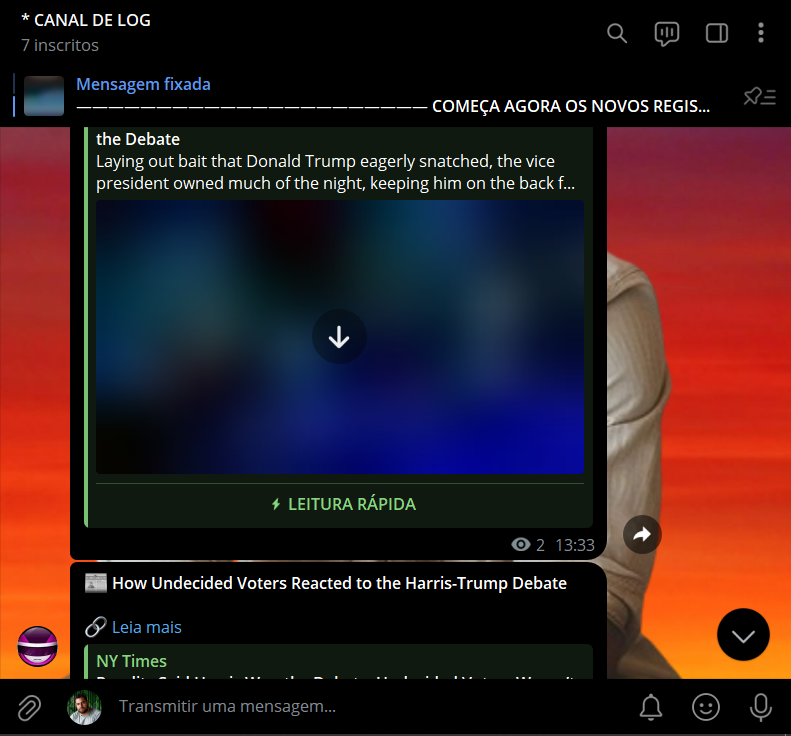 * CANAL DE LOG
7 inscritos
Mensagem fixada
—————————————————————— COMEÇA AGORA OS NOVOS REGIS...
the Debate
Laying out bait that Donald Trump eagerly snatched, the vice
president owned much of the night, keeping him on the back f...
LEITURA RÁPIDA
2 13:33
How Undecided Voters Reacted to the Harris-Trump Debate
Leia mais
NY Times
Transmitir uma mensagem...